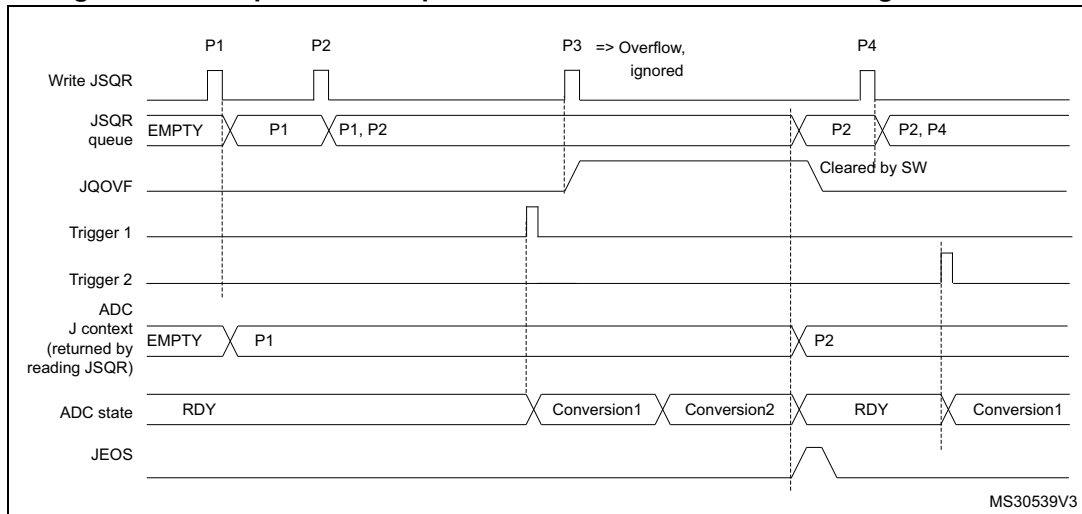 P1 P2 P3 => Overflow, P4
ignored
Write JSQR
JSQR
queue
EMPTY P1 P1, P2 P2 P2, P4
Cleared by SW
JQOVF
Trigger 1
Trigger 2
ADC
J context
(returned by
reading JSQR)
EMPTY P1 P2
ADC state RDY Conversion1 Conversion2 RDY Conversion1
JEOS
MS30539V3